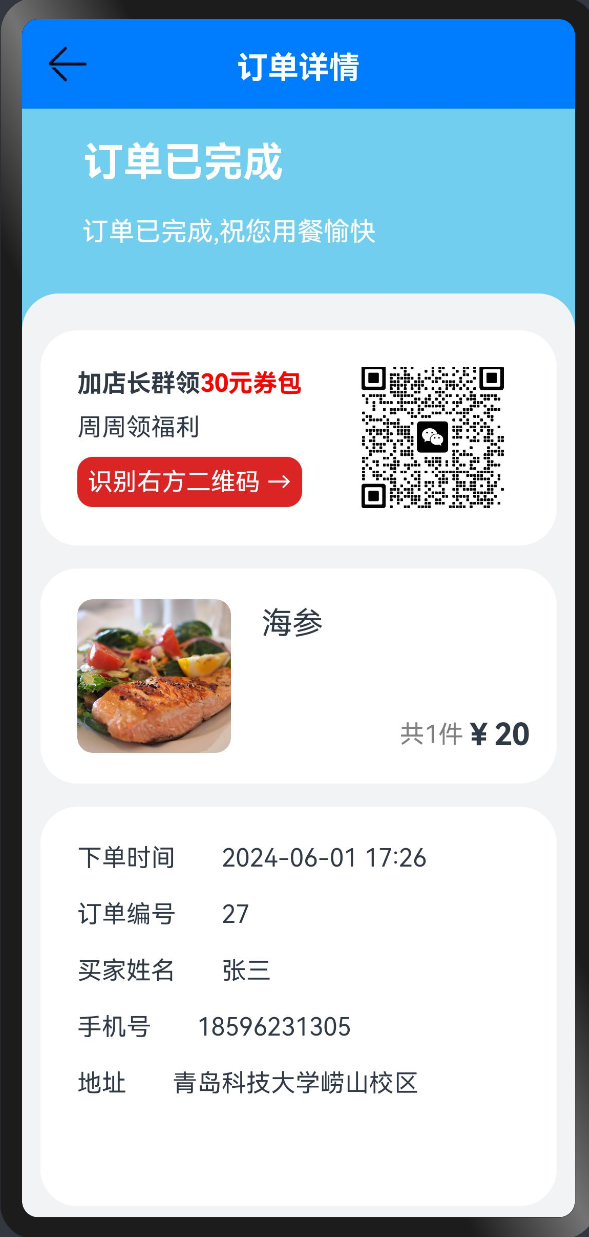 订单详情
订单已完成
订单已完成,祝您用餐愉快
加店长群领30元券包
周周领福利
识别右方二维码 →
海参
共1件 ¥ 20
下单时间 2024-06-01 17:26
订单编号 27
买家姓名 张三
手机号 18596231305
地址 青岛科技大学崂山校区